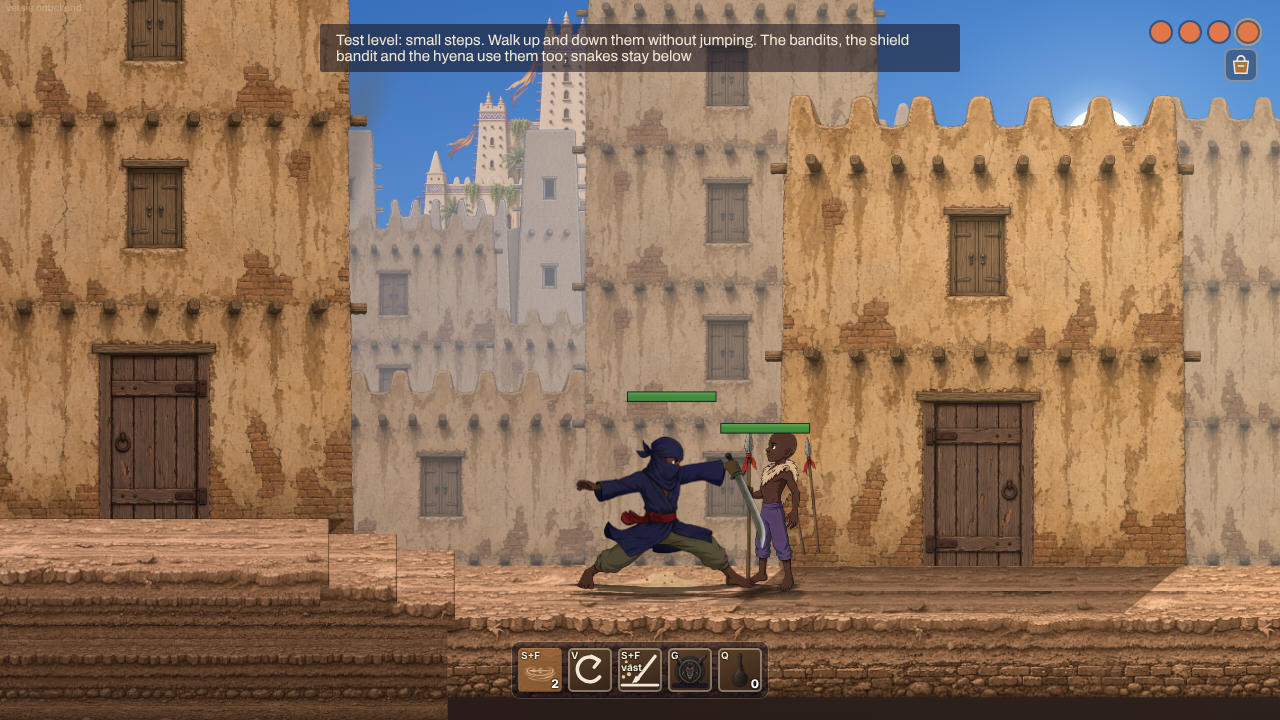 Test level: small steps. Walk up and down them without jumping. The bandits, the shield
bandit and the hyena use them too; snakes stay below
S+F
2
V
S+F
väst
G
Q
0